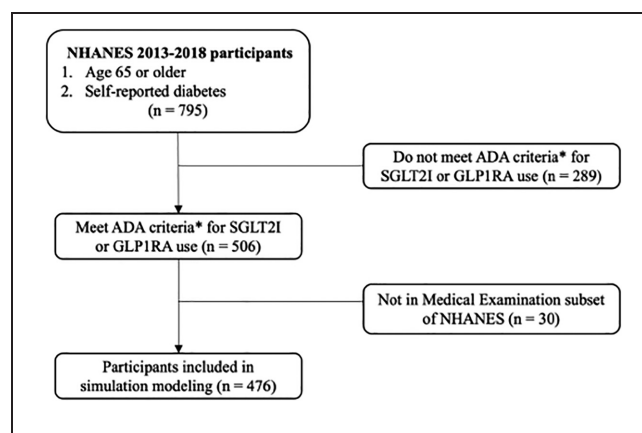 NHANES 2013-2018 participants
1. Age 65 or older
2. Self-reported diabetes
(n = 795)
Do not meet ADA criteria* for
SGLT2I or GLP1RA use (n = 289)
Meet ADA criteria* for SGLT2I
or GLP1RA use (n = 506)
Not in Medical Examination subset
of NHANES (n = 30)
Participants included in
simulation modeling (n = 476)